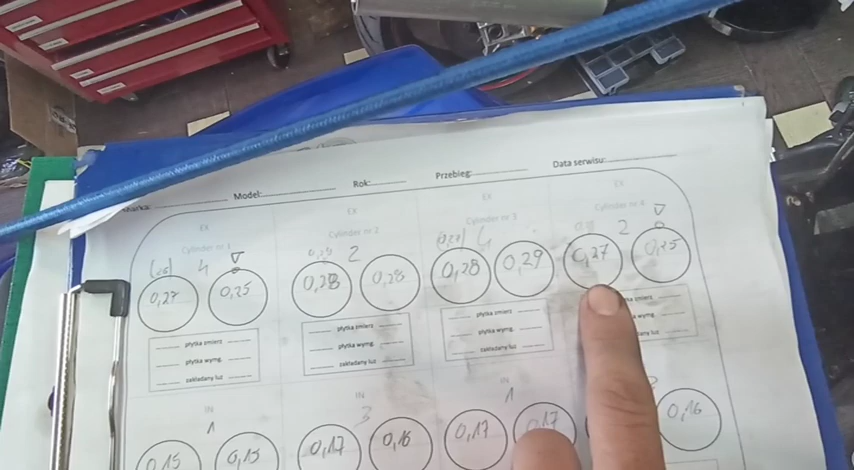 Marka: Model: Rok: Przebieg: Data serwisu:
EX EX EX EX
Cylinder nr 1 Cylinder nr 2 Cylinder nr 3 Cylinder nr 4
4 2 2
0,27 0,25 0,28 0,28 0,28 0,29 0,27 0,25
płytka zmierz płytka zmierz płytka zmierz
płytka wymg. płytka wymg. płytka wymg.
zakładany luz zakładany luz zakładany luz
IN IN IN
1 3 1
0,15 0,15 0,17 0,16 0,17 0,17 0,16